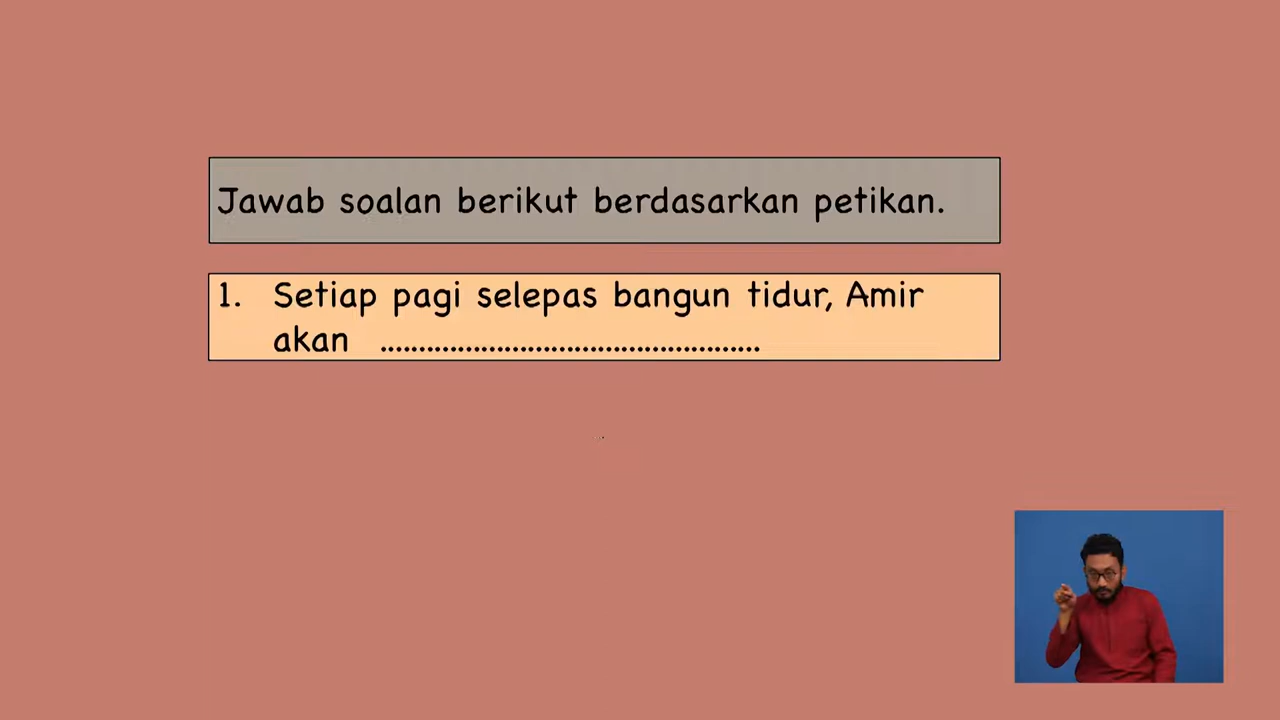 Jawab soalan berikut berdasarkan petikan.
1. Setiap pagi selepas bangun tidur, Amir
akan ..................................................